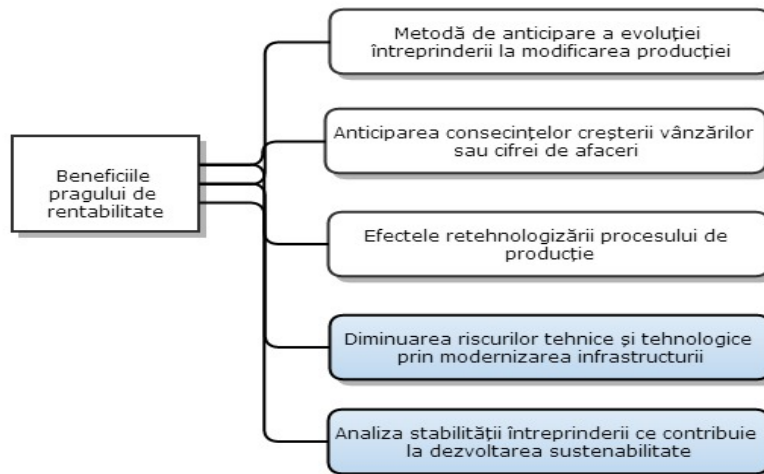 Beneficiile
pragului de
rentabilitate
Metodă de anticipare a evoluției
întreprinderii la modificarea producției
Anticiparea consecințelor creșterii vânzărilor
sau cifrei de afaceri
Efectele retehnologizării procesului de
producție
Diminuarea riscurilor tehnice și tehnologice
prin modernizarea infrastructurii
Analiza stabilității întreprinderii ce contribuie
la dezvoltarea sustenabilitate